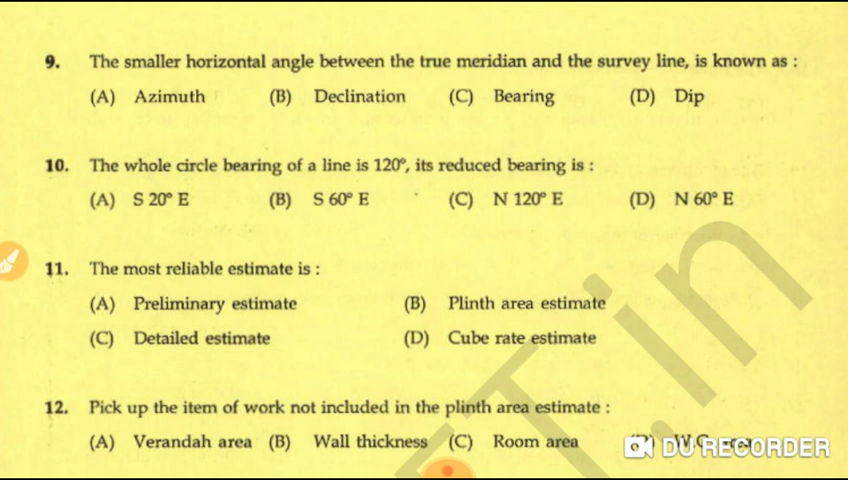 9. The smaller horizontal angle between the true meridian and the survey line, is known as :
(A) Azimuth (B) Declination (C) Bearing (D) Dip
10. The whole circle bearing of a line is 120°, its reduced bearing is :
(A) S 20° E (B) S 60° E (C) N 120° E (D) N 60° E
11. The most reliable estimate is :
(A) Preliminary estimate (B) Plinth area estimate
(C) Detailed estimate (D) Cube rate estimate
12. Pick up the item of work not included in the plinth area estimate :
(A) Verandah area (B) Wall thickness (C) Room area
DU RECORDER
T.in